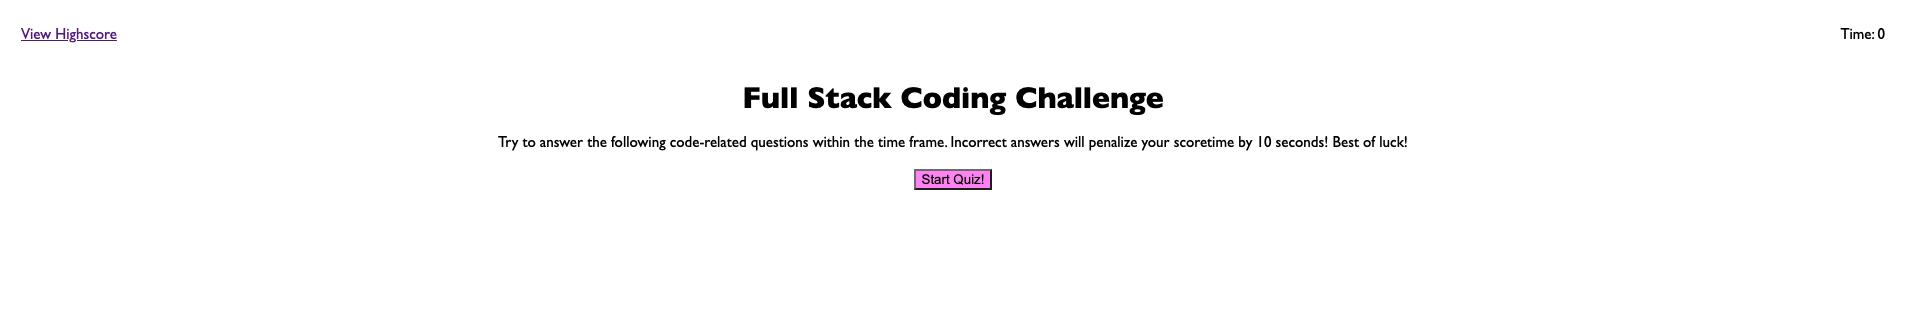 View Highscore
Time: 0
Full Stack Coding Challenge
Try to answer the following code-related questions within the time frame. Incorrect answers will penalize your scoretime by 10 seconds! Best of luck!
Start Quiz!